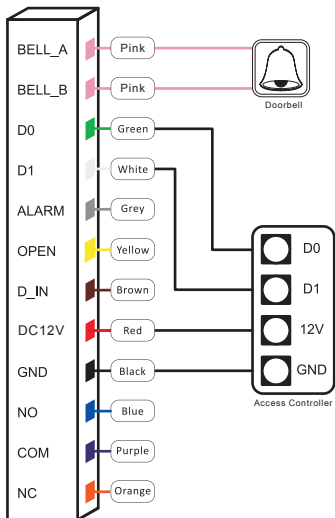 BELL_A Pink
BELL_B Pink
Doorbell
D0 Green
D1 White
ALARM Grey
OPEN Yellow
D0
D_IN Brown
D1
DC12V Red
12V
GND Black
GND
Access Controller
NO Blue
COM Purple
NC Orange